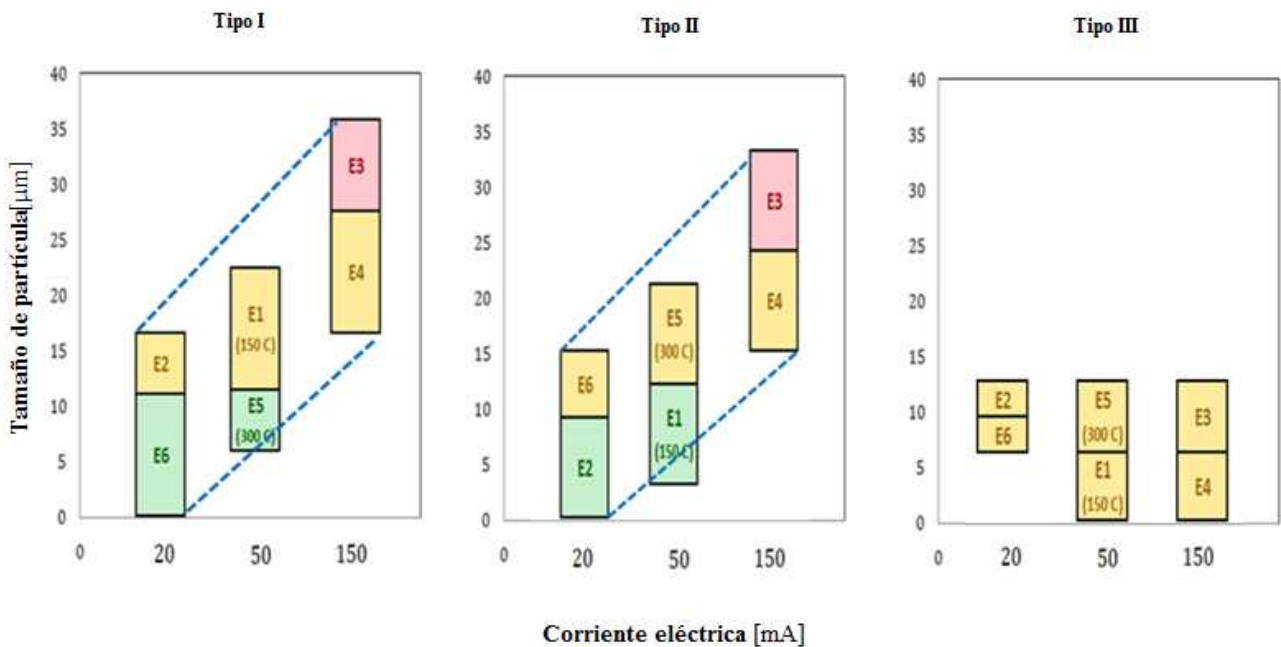 Tipo I
Tipo II
Tipo III
Tamaño de partícula[μm]
40
35
30
25
20
15
10
5
0
E2
E6
E1
(150 C)
E5
(300 C)
E3
E4
0
20
50
150
40
35
30
25
20
15
10
5
0
E6
E2
E5
(300 C)
E1
(150 C)
E3
E4
0
20
50
150
40
35
30
25
20
15
10
5
0
E2
E6
E5
(300 C)
E1
(150 C)
E3
E4
0
20
50
150
Corriente eléctrica [mA]